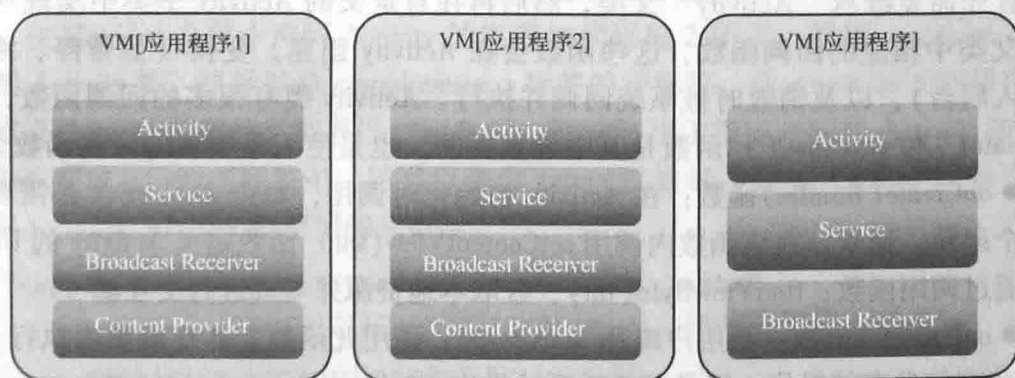 VM[应用程序1]
Activity
Service
Broadcast Receiver
Content Provider
VM[应用程序2]
Activity
Service
Broadcast Receiver
Content Provider
VM[应用程序]
Activity
Service
Broadcast Receiver